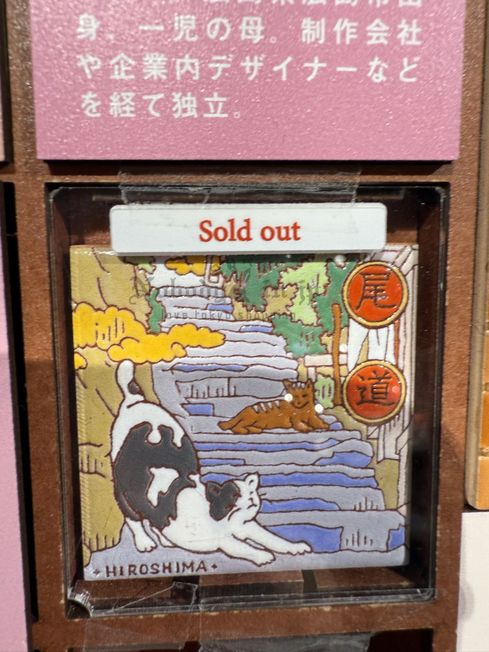 身。一児の母。制作会社
や企業内デザイナーなど
を経て独立。
Sold out
尾
道
HIROSHIMA